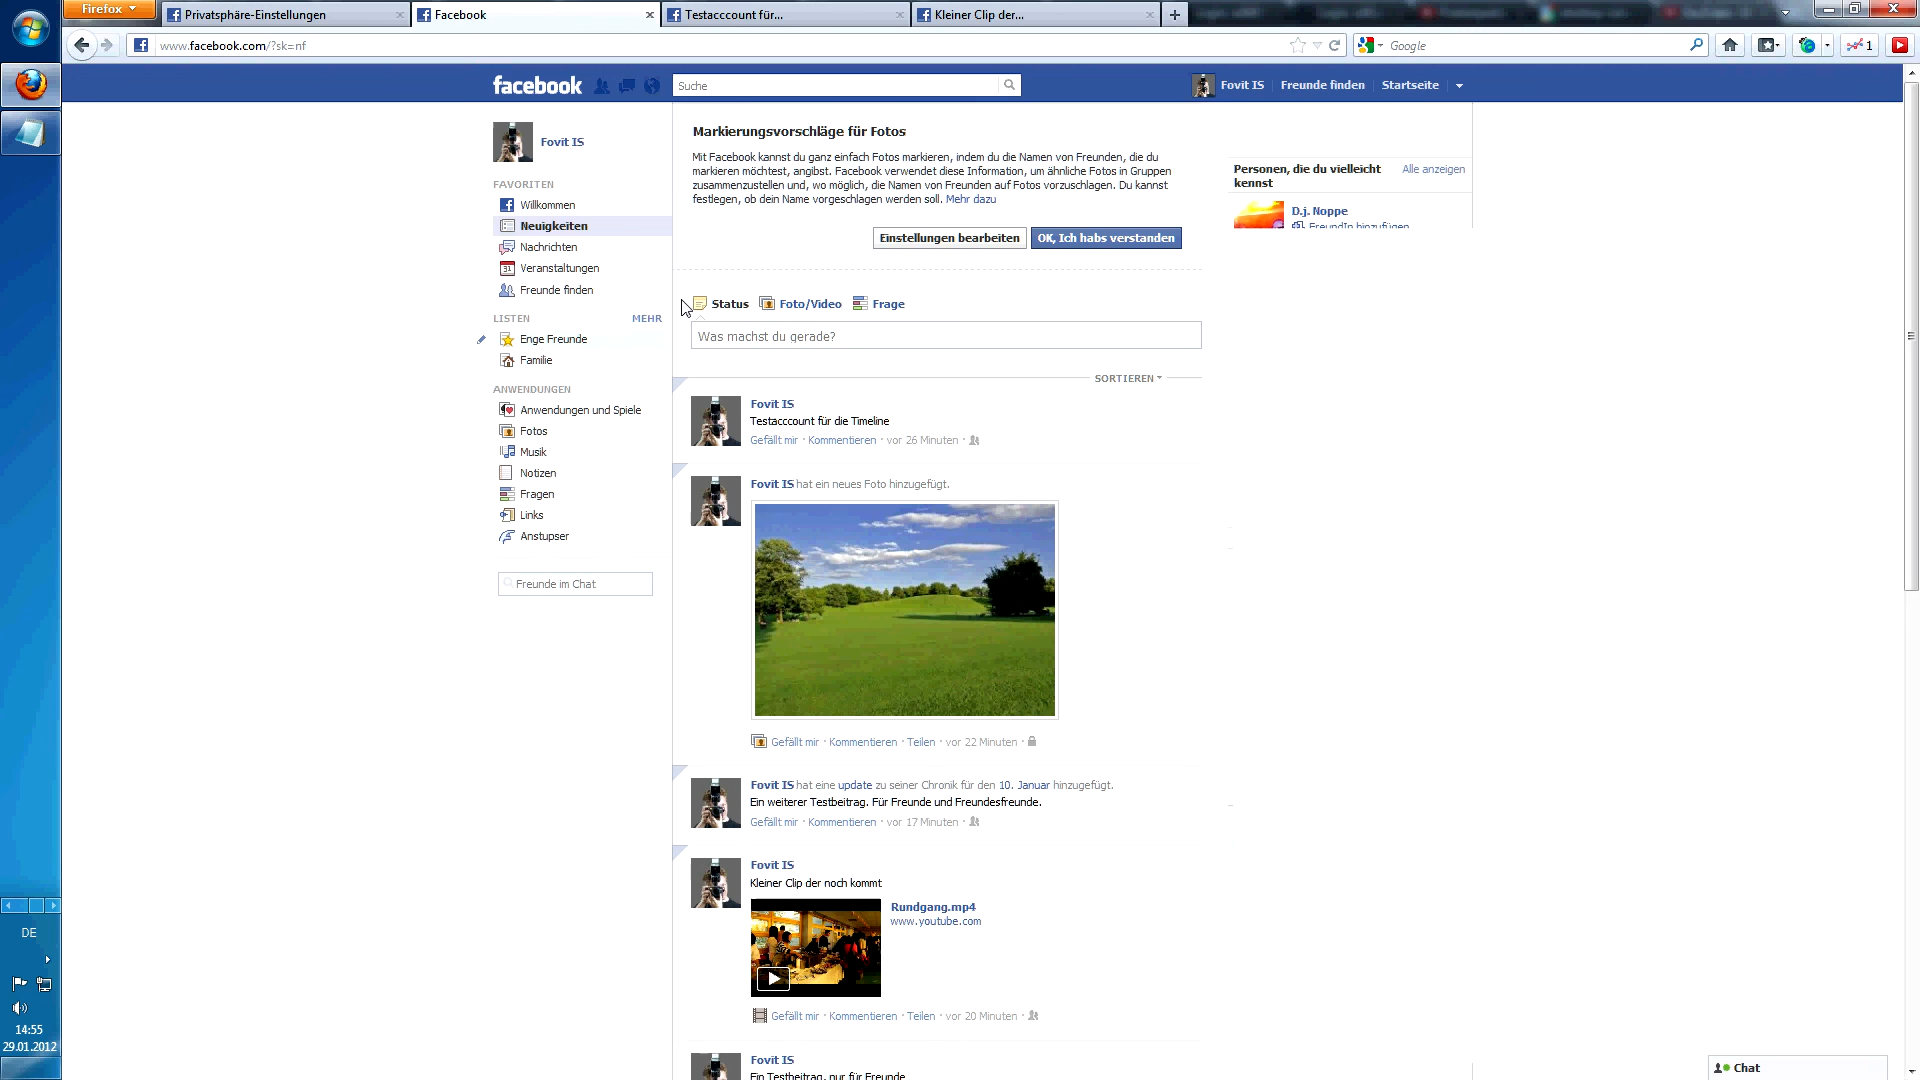 Firefox
Privatsphäre-Einstellungen
Facebook
Testacccount für...
Kleiner Clip der...
www.facebook.com/?sk=nf
Google
1
facebook
Suche
Fovit IS
Freunde finden
Startseite
Fovit IS
FAVORITEN
Willkommen
Neuigkeiten
Nachrichten
31 Veranstaltungen
Freunde finden
LISTEN MEHR
Enge Freunde
Familie
ANWENDUNGEN
Anwendungen und Spiele
Fotos
Musik
Notizen
Fragen
Links
Anstupser
Freunde im Chat
Markierungsvorschläge für Fotos
Mit Facebook kannst du ganz einfach Fotos markieren, indem du die Namen von Freunden, die du
markieren möchtest, angibst. Facebook verwendet diese Information, um ähnliche Fotos in Gruppen
zusammenzustellen und, wo möglich, die Namen von Freunden auf Fotos vorzuschlagen. Du kannst
festlegen, ob dein Name vorgeschlagen werden soll. Mehr dazu
Einstellungen bearbeiten
OK, Ich habs verstanden
Status Foto/Video Frage
Was machst du gerade?
SORTIEREN
Fovit IS
Testacccount für die Timeline
Gefällt mir · Kommentieren · vor 26 Minuten ·
Fovit IS hat ein neues Foto hinzugefügt.
Gefällt mir · Kommentieren · Teilen · vor 22 Minuten ·
Fovit IS hat eine update zu seiner Chronik für den 10. Januar hinzugefügt.
Ein weiterer Testbeitrag. Für Freunde und Freundesfreunde.
Gefällt mir · Kommentieren · vor 17 Minuten ·
Fovit IS
Kleiner Clip der noch kommt
Rundgang.mp4
www.youtube.com
Gefällt mir · Kommentieren · Teilen · vor 20 Minuten ·
Fovit IS
Ein Testbeitrag, nur für Freunde
Personen, die du vielleicht
kennst
Alle anzeigen
D.j. Noppe
FreundIn hinzufügen
Chat
DE
14:55
29.01.2012